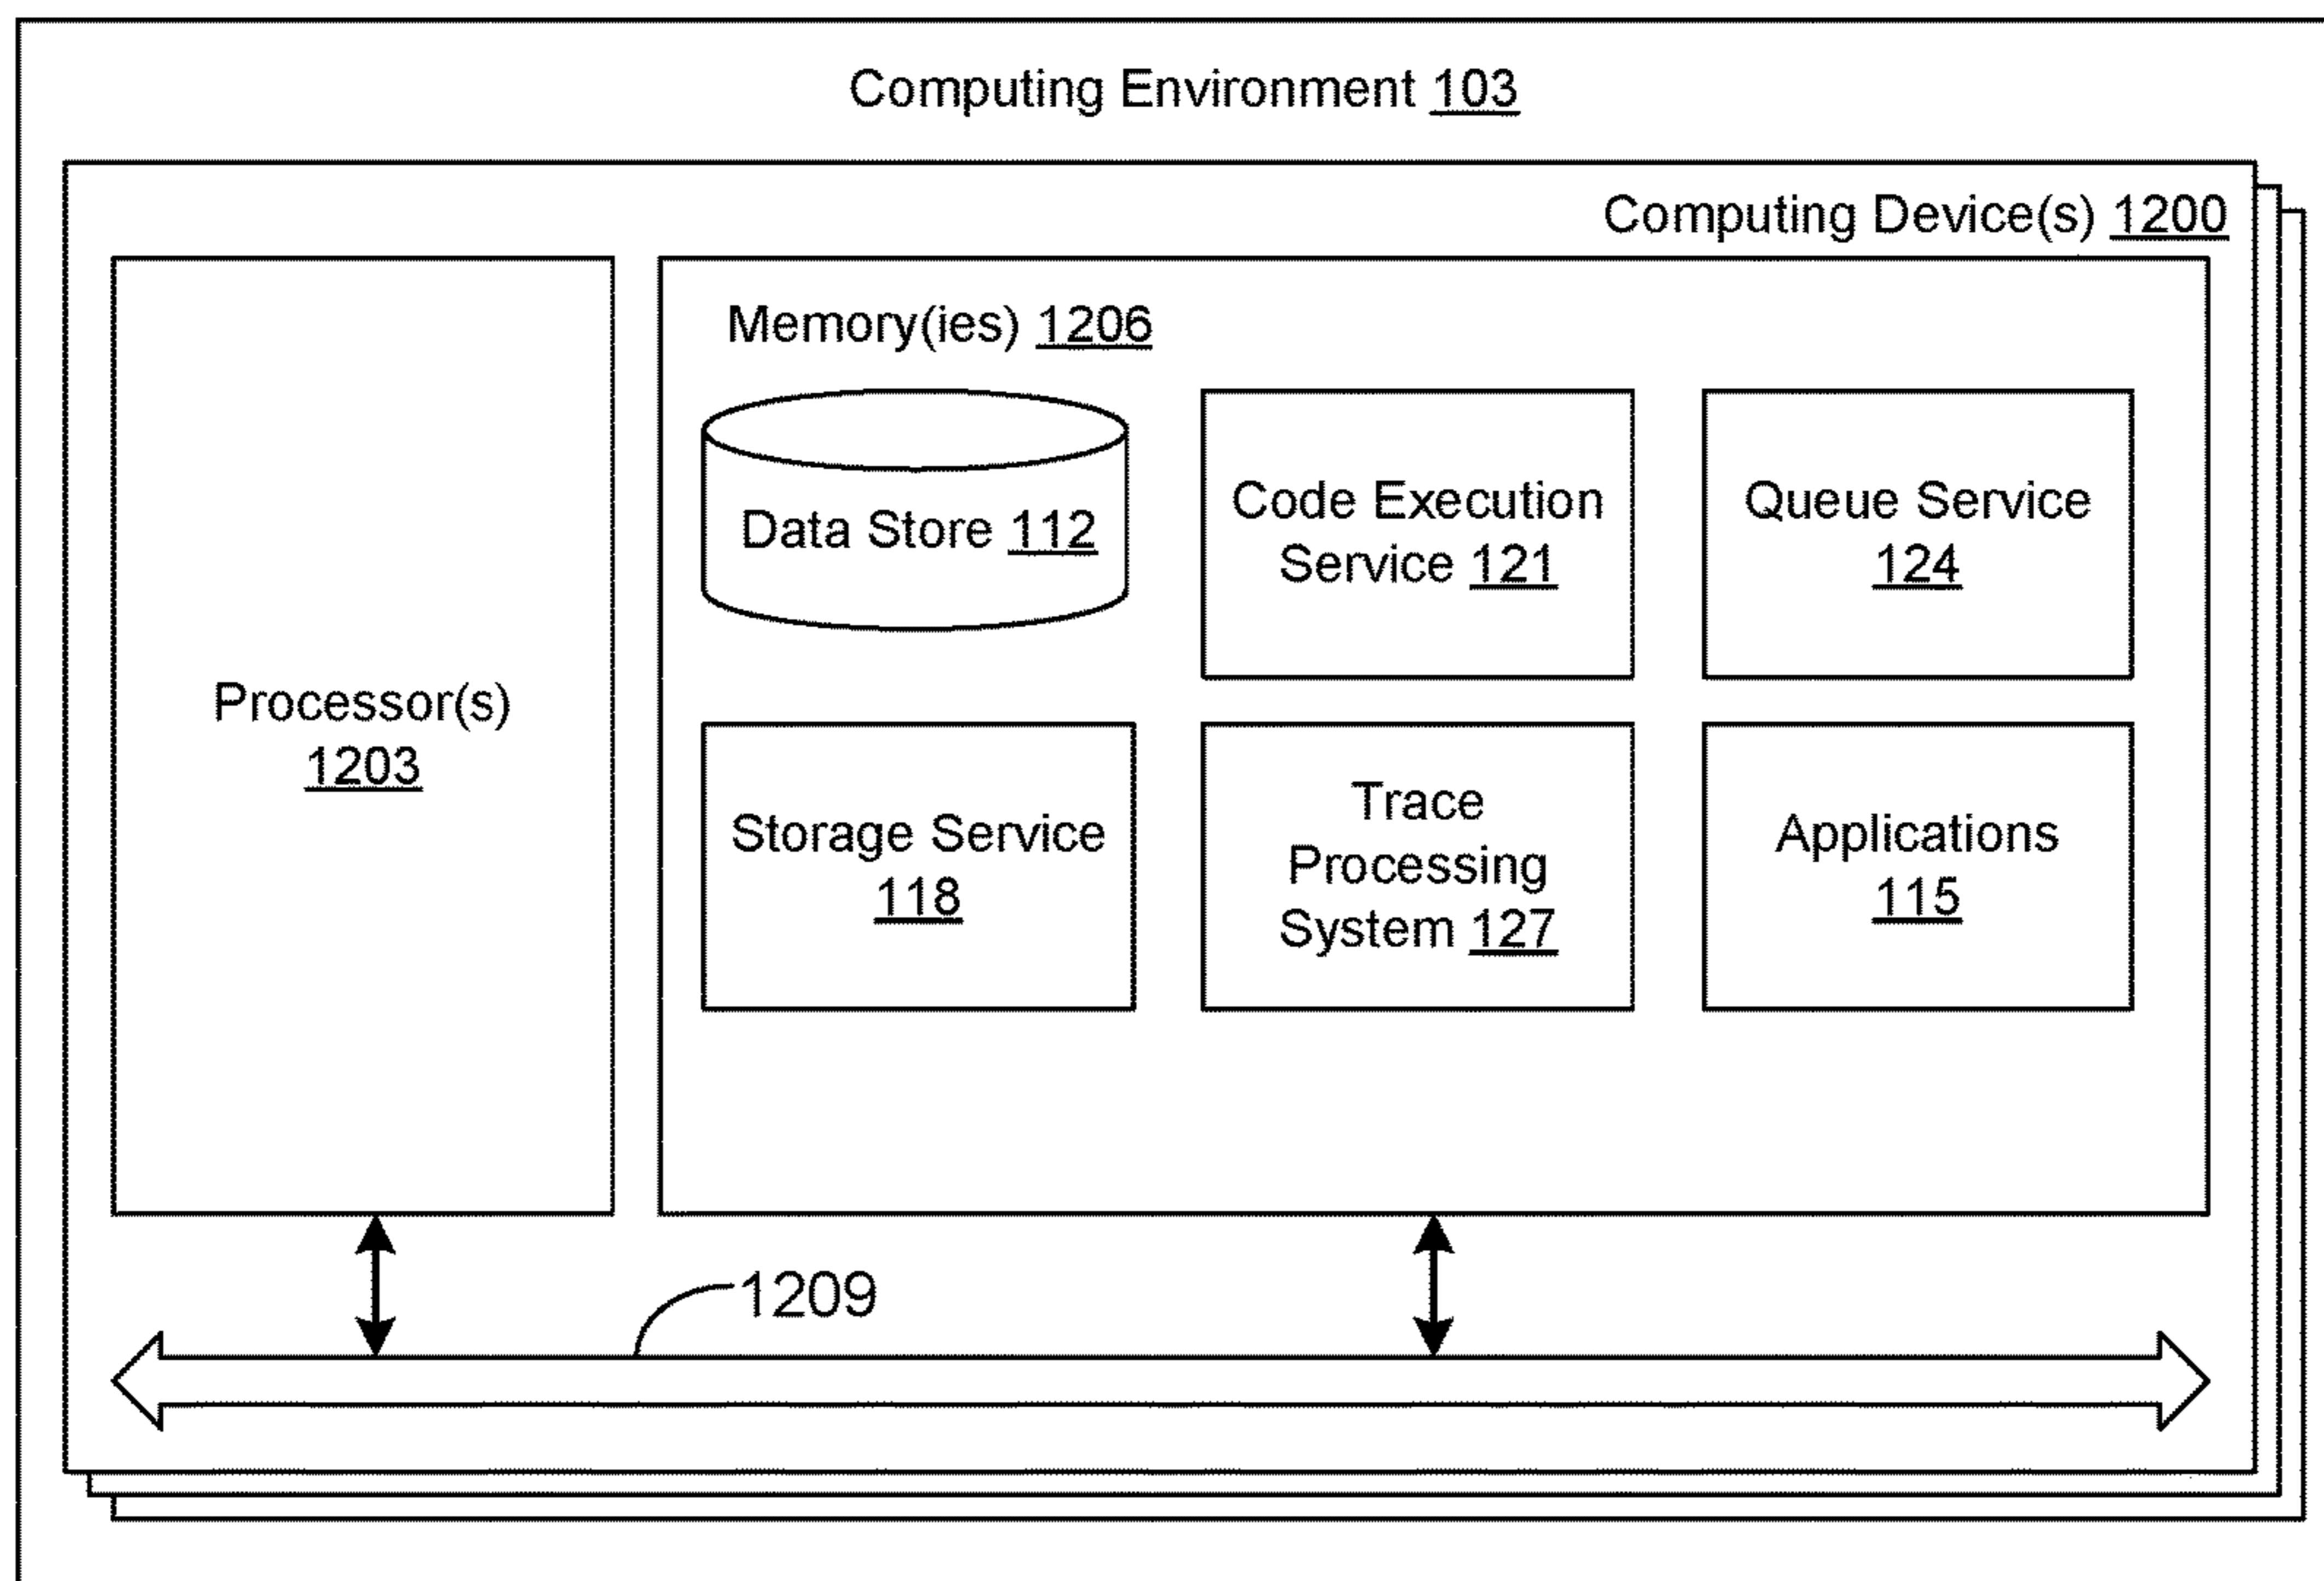 Computing Environment 103
Computing Device(s) 1200
Processor(s)
1203
Memory(ies) 1206
Data Store 112
Code Execution
Service 121
Queue Service
124
Storage Service
118
Trace
Processing
System 127
Applications
115
1209